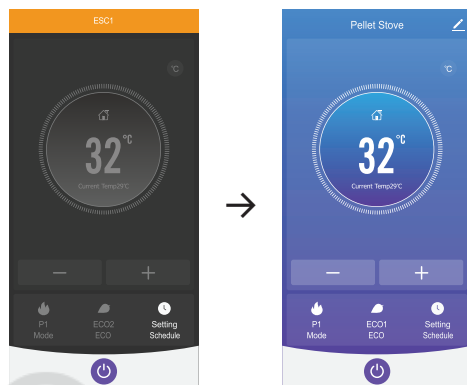 ESC1
°C
32°C
Current Temp29℃
P1
Mode
ECO2
ECO
Setting
Schedule
Pellet Stove
°C
32°C
Current Temp29℃
P1
Mode
ECO1
ECO
Setting
Schedule